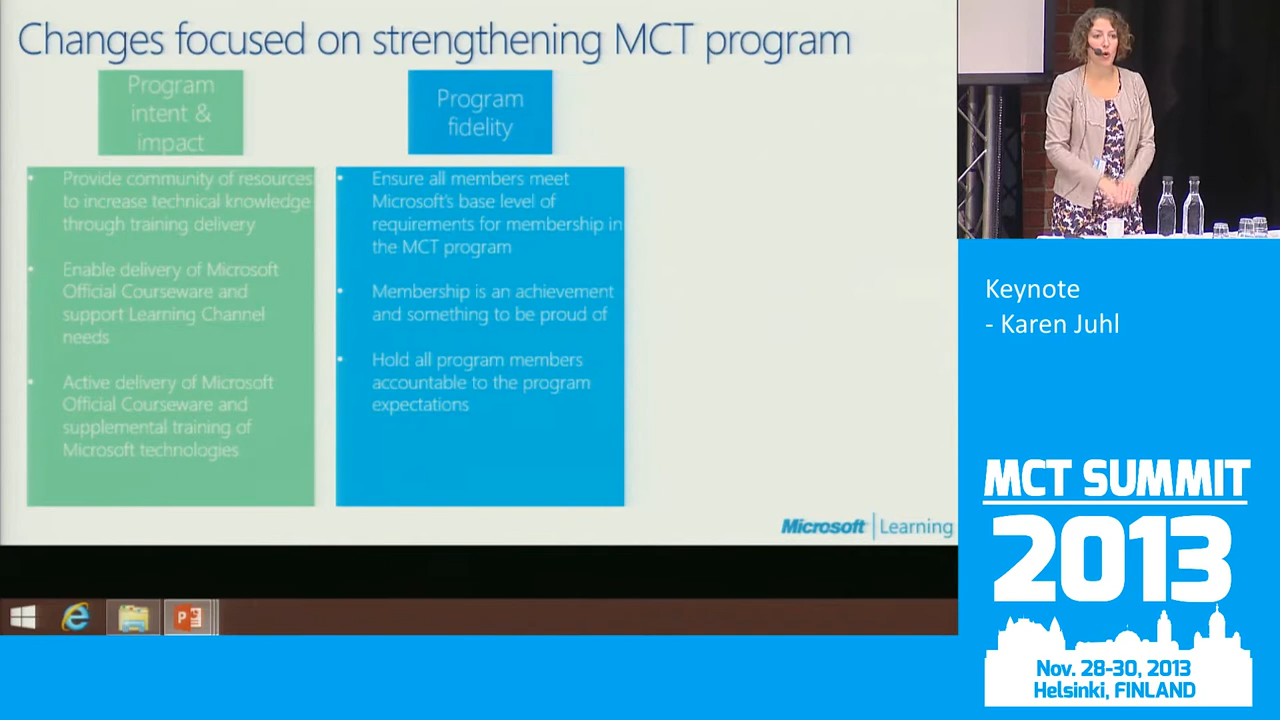 Changes focused on strengthening MCT program
Program
intent &
impact
• Provide community of resources
to increase technical knowledge
through training delivery
• Enable delivery of Microsoft
Official Courseware and
support Learning Channel
needs
• Active delivery of Microsoft
Official Courseware and
supplemental training of
Microsoft technologies
Program
fidelity
• Ensure all members meet
Microsoft's base level of
requirements for membership in
the MCT program
• Membership is an achievement
and something to be proud of
• Hold all program members
accountable to the program
expectations
Microsoft | Learning
Keynote
- Karen Juhl
MCT SUMMIT
2013
Nov. 28-30, 2013
Helsinki, FINLAND